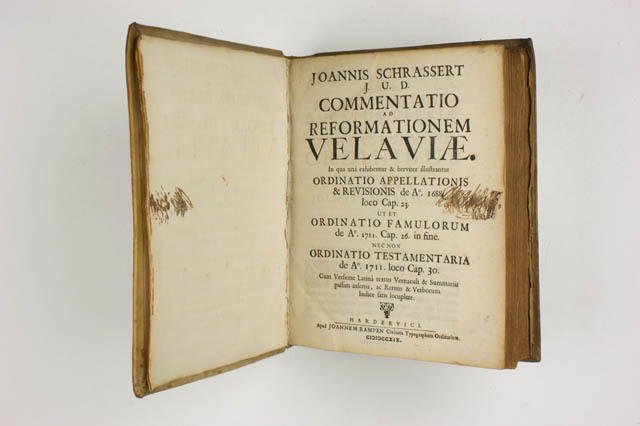 JOANNIS SCHRASSERT
J. U. D.
COMMENTATIO
AD
REFORMATIONEM
VELAVIÆ.
In quo unà exhibentur & breviter illustrantur
ORDINATIO APPELLATIONIS
& REVISIONIS de Aº. 1688
loco Cap. 23.
UT ET
ORDINATIO FAMULORUM
de Aº. 1711. Cap. 26. in fine.
NEC NON
ORDINATIO TESTAMENTARIA
de Aº. 1711. loco Cap. 30.
Cum Versione Latinâ textus Vernaculi & Summariis
passim insertis, ac Rerum & Verborum
Indice satis locuplete.
HARDERVICI,
Apud JOANNEM RAMPEN Civitatis Typographum Ordinarium,
CIƆIƆCCXIX.